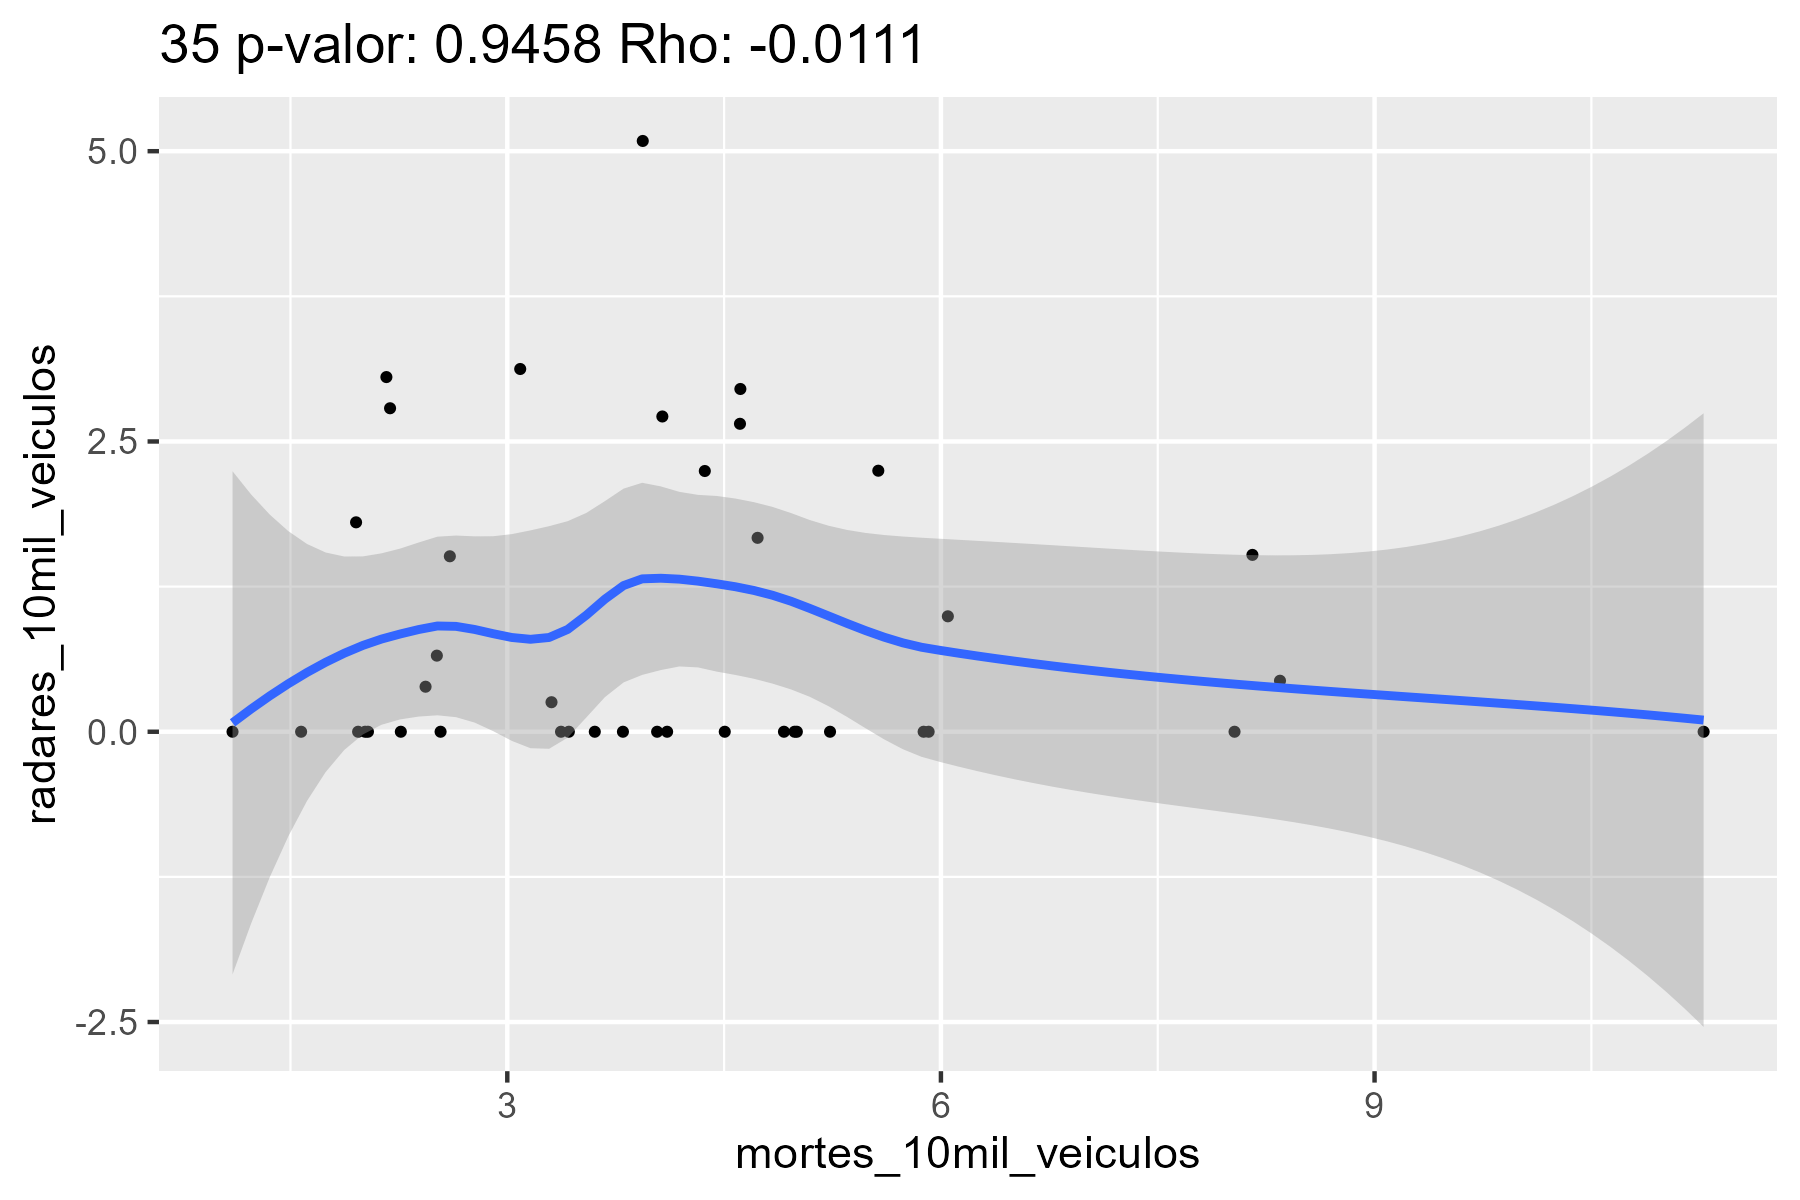 35 p-valor: 0.9458 Rho: -0.0111
5.0
2.5
0.0
-2.5
radares_10mil_veiculos
3 6 9
mortes_10mil_veiculos